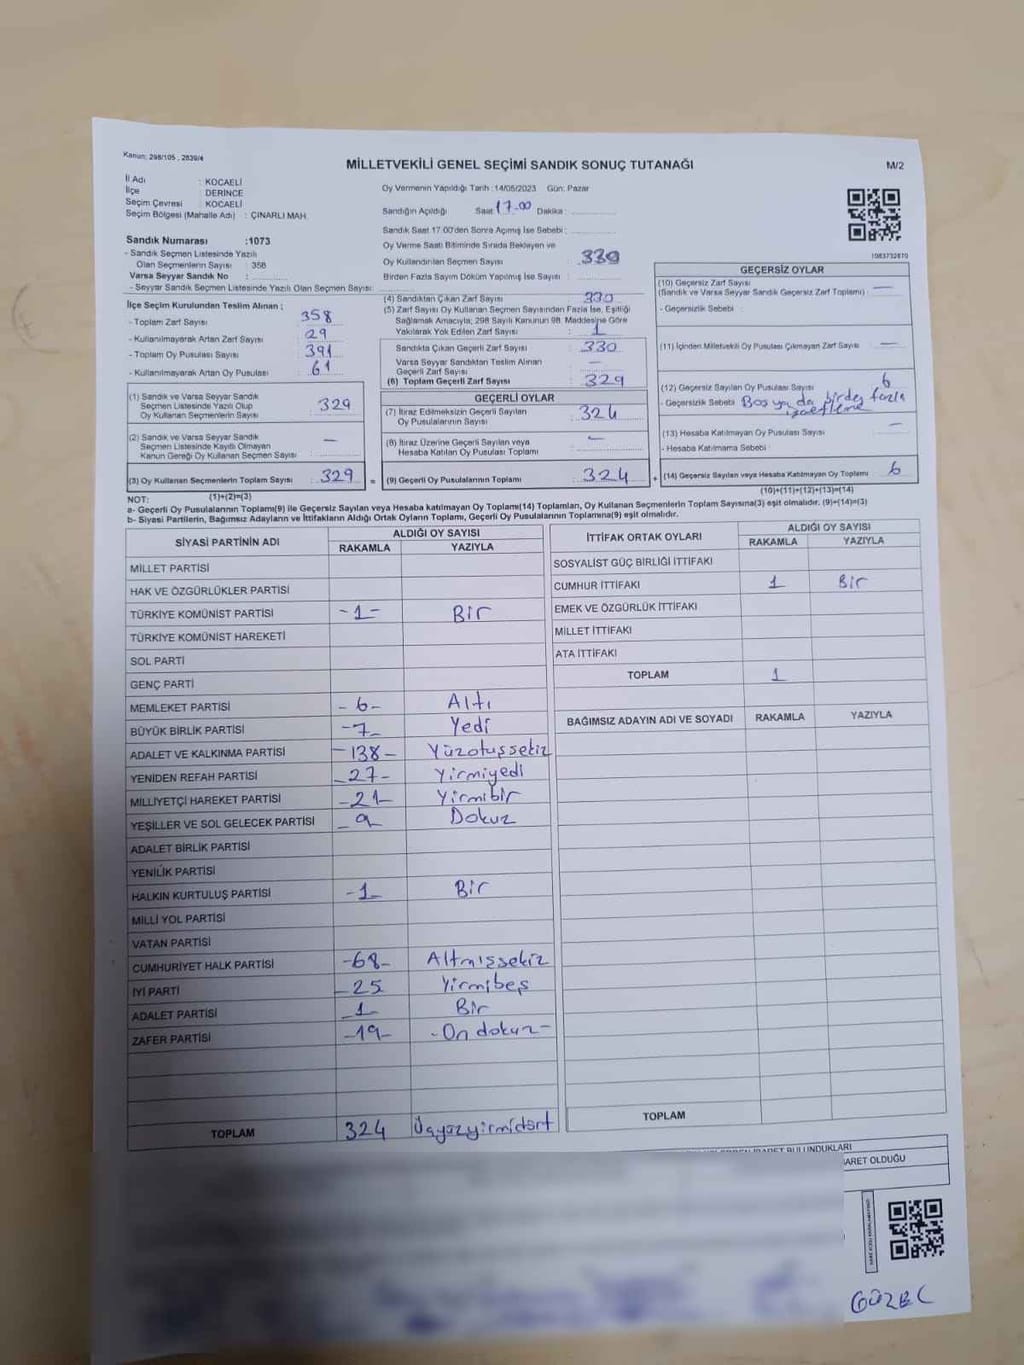 Kanun: 298/105 , 2839/4
MİLLETVEKİLİ GENEL SEÇİMİ SANDIK SONUÇ TUTANAĞI
M/2
İl Adı : KOCAELİ
İlçe : DERİNCE
Seçim Çevresi : KOCAELİ
Seçim Bölgesi (Mahalle Adı) : ÇINARLI MAH.
Oy Vermenin Yapıldığı Tarih : 14/05/2023 Gün: Pazar
Sandığın Açıldığı Saat 17.00 Dakika :
Sandık Saat 17:00'den Sonra Açmış İse Sebebi :
Sandık Numarası :1073
- Sandık Seçmen Listesinde Yazılı
Olan Seçmenlerin Sayısı : 358
Varsa Seyyar Sandık No :
- Seyyar Sandık Seçmen Listesinde Yazılı Olan Seçmen Sayısı:
Oy Verme Saati Bitiminde Sırada Bekleyen ve
Oy Kullandırılan Seçmen Sayısı : 330
Birden Fazla Sayım Döküm Yapılmış İse Sayısı :
1083732810
İlçe Seçim Kurulundan Teslim Alınan :
- Toplam Zarf Sayısı : 358
- Kullanılmayarak Artan Zarf Sayısı : 29
- Toplam Oy Pusulası Sayısı : 391
- Kullanılmayarak Artan Oy Pusulası : 61
(1) Sandık ve Varsa Seyyar Sandık
Seçmen Listesinde Yazılı Olup
Oy Kullanan Seçmenlerin Sayısı : 329
(2) Sandık ve Varsa Seyyar Sandık
Seçmen Listesinde Kayıtlı Olmayan
Kanun Gereği Oy Kullanan Seçmen Sayısı : —
(3) Oy Kullanan Seçmenlerin Toplam Sayısı : 329
(1)+(2)=(3)
(4) Sandıktan Çıkan Zarf Sayısı : 330
(5) Zarf Sayısı Oy Kullanan Seçmen Sayısından Fazla İse, Eşitliği
Sağlamak Amacıyla; 298 Sayılı Kanunun 98. Maddesine Göre
Yakılarak Yok Edilen Zarf Sayısı : 1
Sandıkta Çıkan Geçerli Zarf Sayısı : 330
Varsa Seyyar Sandıktan Teslim Alınan
Geçerli Zarf Sayısı : —
(6) Toplam Geçerli Zarf Sayısı : 329
GEÇERLİ OYLAR
(7) İtiraz Edilmeksizin Geçerli Sayılan
Oy Pusulalarının Sayısı : 324
(8) İtiraz Üzerine Geçerli Sayılan veya
Hesaba Katılan Oy Pusulası Toplamı : —
= (9) Geçerli Oy Pusulalarının Toplamı : 324
GEÇERSİZ OYLAR
(10) Geçersiz Zarf Sayısı
(Sandık ve Varsa Seyyar Sandık Geçersiz Zarf Toplamı) : —
- Geçersizlik Sebebi :
(11) İçinden Milletvekili Oy Pusulası Çıkmayan Zarf Sayısı : —
(12) Geçersiz Sayılan Oy Pusulası Sayısı : 6
- Geçersizlik Sebebi : Boş ya da birden fazla
işaretleme
(13) Hesaba Katılmayan Oy Pusulası Sayısı : —
- Hesaba Katılmama Sebebi :
+ (14) Geçersiz Sayılan veya Hesaba Katılmayan Oy Toplamı : 6
(10)+(11)+(12)+(13)=(14)
NOT:
a- Geçerli Oy Pusulalarının Toplamı(9) ile Geçersiz Sayılan veya Hesaba katılmayan Oy Toplamı(14) Toplamları, Oy Kullanan Seçmenlerin Toplam Sayısına(3) eşit olmalıdır. (9)+(14)=(3)
b- Siyasi Partilerin, Bağımsız Adayların ve İttifakların Aldığı Ortak Oyların Toplamı, Geçerli Oy Pusulalarının Toplamına(9) eşit olmalıdır.
SİYASİ PARTİNİN ADI ALDIĞI OY SAYISI
RAKAMLA YAZIYLA
MİLLET PARTİSİ
HAK VE ÖZGÜRLÜKLER PARTİSİ
TÜRKİYE KOMÜNİST PARTİSİ -1- Bir
TÜRKİYE KOMÜNİST HAREKETİ
SOL PARTİ
GENÇ PARTİ
MEMLEKET PARTİSİ -6- Altı
BÜYÜK BİRLİK PARTİSİ -7- Yedi
ADALET VE KALKINMA PARTİSİ -138- Yüzotuzsekiz
YENİDEN REFAH PARTİSİ -27- Yirmiyedi
MİLLİYETÇİ HAREKET PARTİSİ -21- Yirmibir
YEŞİLLER VE SOL GELECEK PARTİSİ -9- Dokuz
ADALET BİRLİK PARTİSİ
YENİLİK PARTİSİ
HALKIN KURTULUŞ PARTİSİ -1- Bir
MİLLİ YOL PARTİSİ
VATAN PARTİSİ
CUMHURİYET HALK PARTİSİ -68- Altmışsekiz
İYİ PARTİ -25 Yirmibeş
ADALET PARTİSİ -1- Bir
ZAFER PARTİSİ -19- -On dokuz-
TOPLAM 324 Üçyüzyirmidört
İTTİFAK ORTAK OYLARI ALDIĞI OY SAYISI
RAKAMLA YAZIYLA
SOSYALİST GÜÇ BİRLİĞİ İTTİFAKI
CUMHUR İTTİFAKI 1 Bir
EMEK VE ÖZGÜRLÜK İTTİFAKI
MİLLET İTTİFAKI
ATA İTTİFAKI
TOPLAM 1
BAĞIMSIZ ADAYIN ADI VE SOYADI RAKAMLA YAZIYLA
TOPLAM
BULUNDUKLARI
ARET OLDUĞU